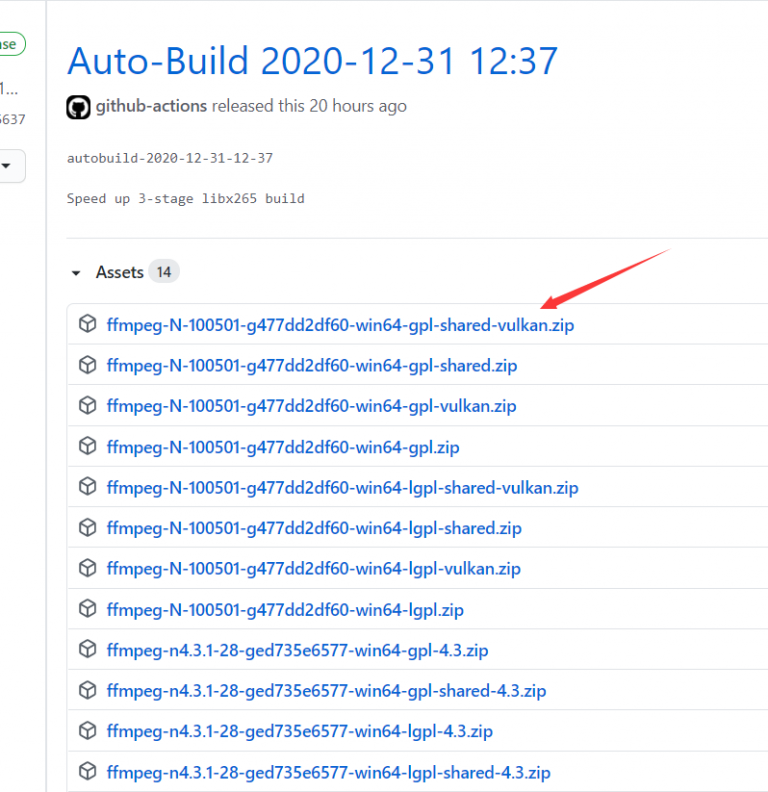 Auto-Build 2020-12-31 12:37
github-actions released this 20 hours ago
autobuild-2020-12-31-12-37
Speed up 3-stage libx265 build
Assets 14
ffmpeg-N-100501-g477dd2df60-win64-gpl-shared-vulkan.zip
ffmpeg-N-100501-g477dd2df60-win64-gpl-shared.zip
ffmpeg-N-100501-g477dd2df60-win64-gpl-vulkan.zip
ffmpeg-N-100501-g477dd2df60-win64-gpl.zip
ffmpeg-N-100501-g477dd2df60-win64-lgpl-shared-vulkan.zip
ffmpeg-N-100501-g477dd2df60-win64-lgpl-shared.zip
ffmpeg-N-100501-g477dd2df60-win64-lgpl-vulkan.zip
ffmpeg-N-100501-g477dd2df60-win64-lgpl.zip
ffmpeg-n4.3.1-28-ged735e6577-win64-gpl-4.3.zip
ffmpeg-n4.3.1-28-ged735e6577-win64-gpl-shared-4.3.zip
ffmpeg-n4.3.1-28-ged735e6577-win64-lgpl-4.3.zip
ffmpeg-n4.3.1-28-ged735e6577-win64-lgpl-shared-4.3.zip